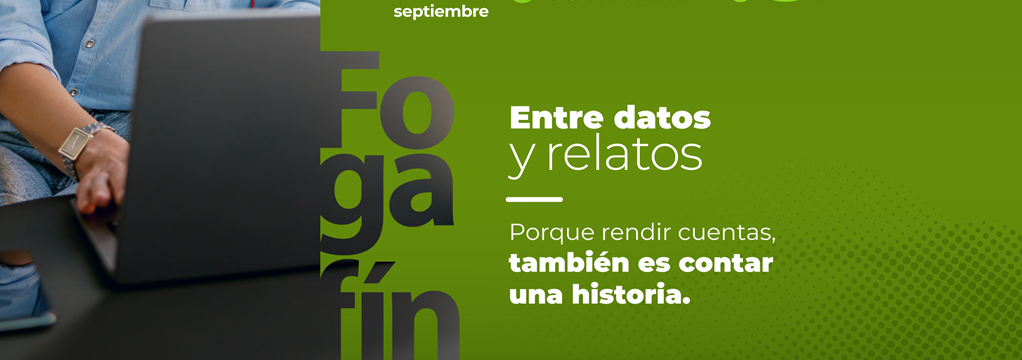 septiembre
Fo
ga
fín
Entre datos
y relatos
Porque rendir cuentas,
también es contar
una historia.